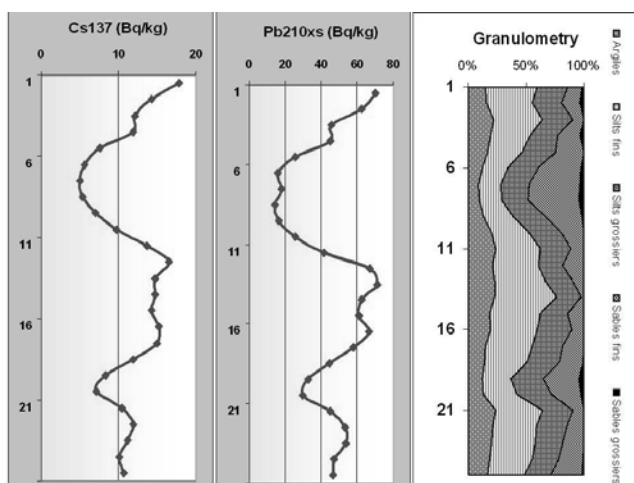 Cs137 (Bq/kg)
0 10 20
1
6
11
16
21
Pb210xs (Bq/kg)
0 20 40 60 80
1
6
11
16
21
Granulometry
0% 50% 100%
1
6
11
16
21
Argles
Silts fins
Silts grossiers
Sables fins
Sables grossiers